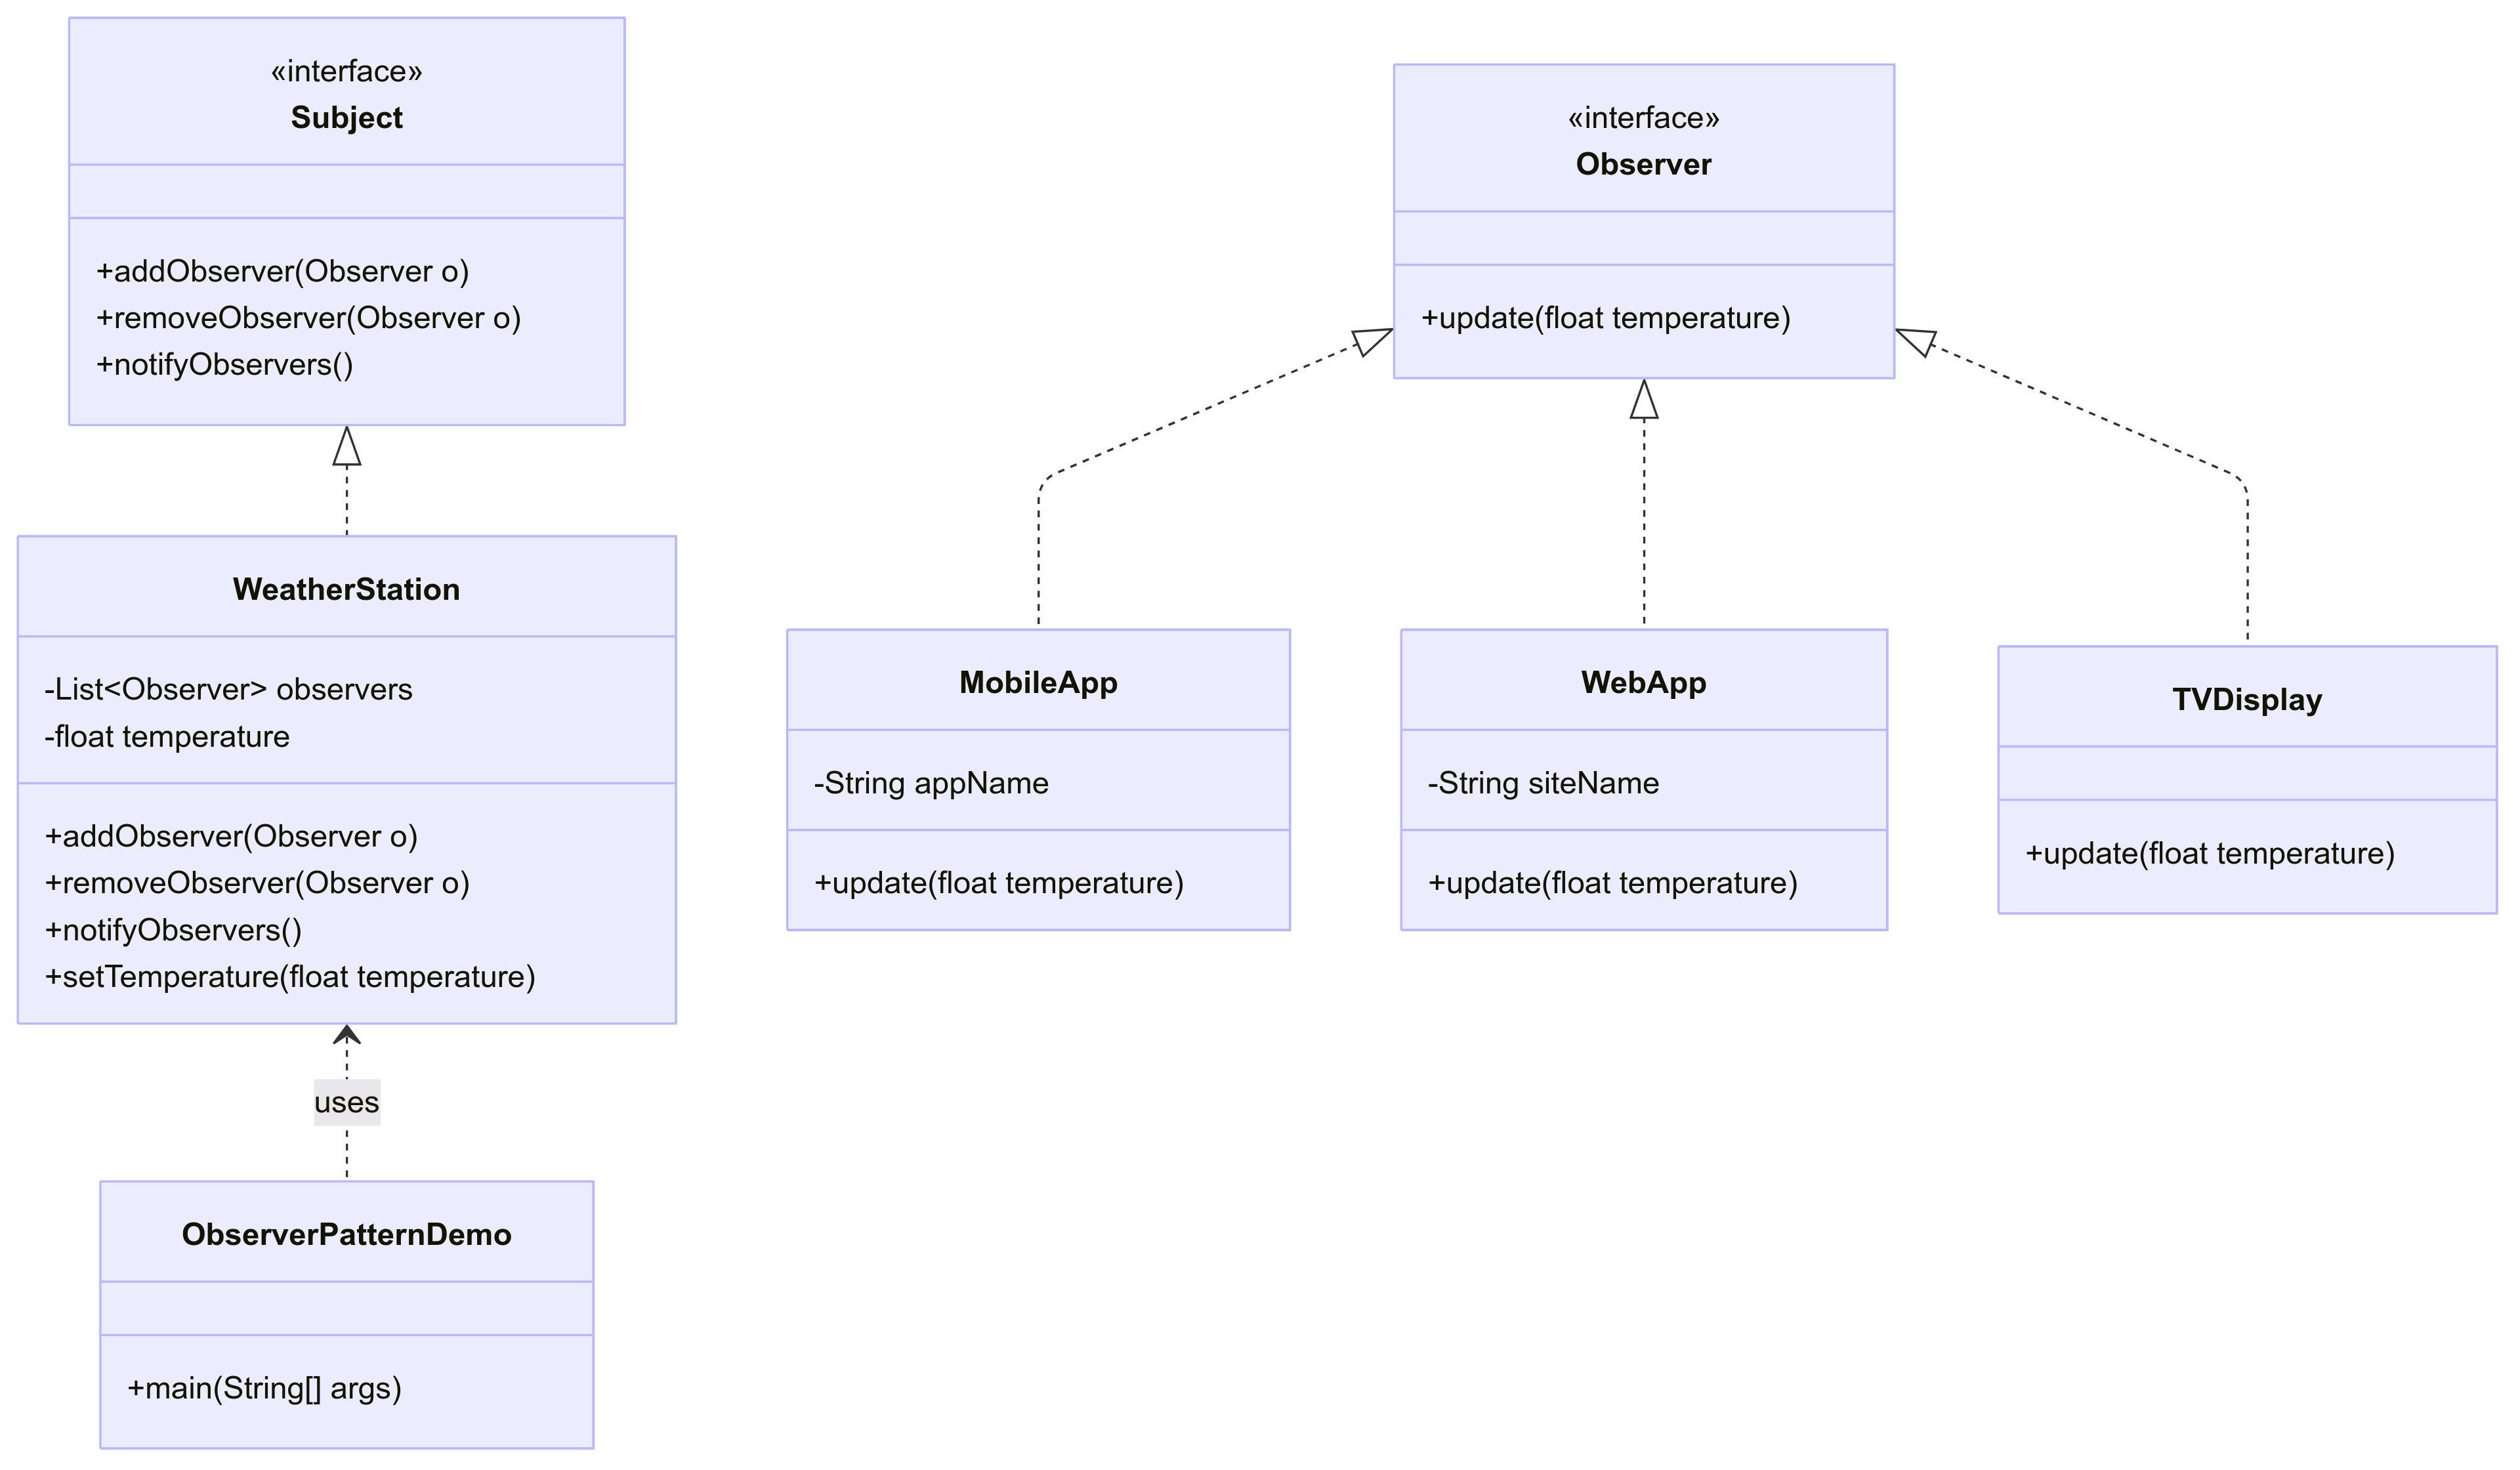 «interface»
Subject
+addObserver(Observer o)
+removeObserver(Observer o)
+notifyObservers()
«interface»
Observer
+update(float temperature)
WeatherStation
-List<Observer> observers
-float temperature
+addObserver(Observer o)
+removeObserver(Observer o)
+notifyObservers()
+setTemperature(float temperature)
MobileApp
-String appName
+update(float temperature)
WebApp
-String siteName
+update(float temperature)
TVDisplay
+update(float temperature)
uses
ObserverPatternDemo
+main(String[] args)